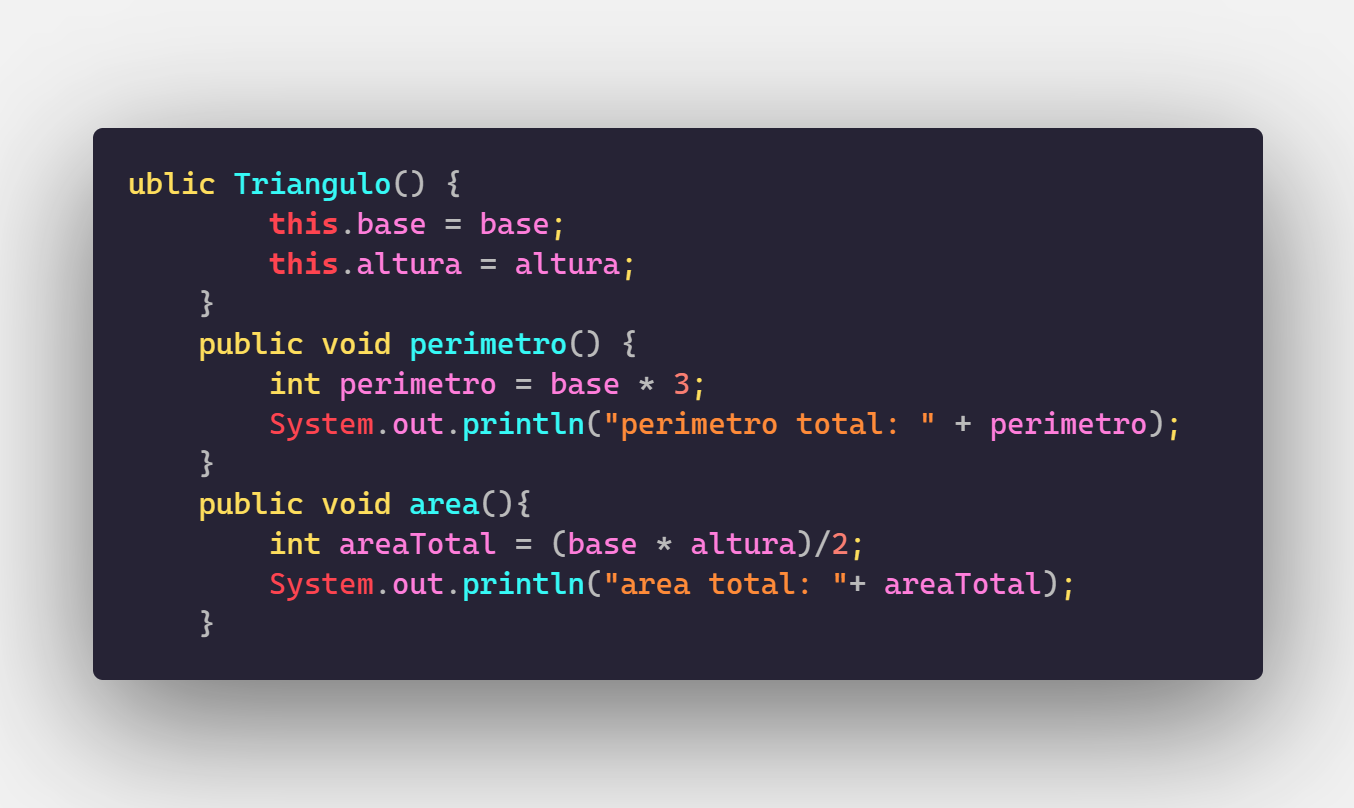 ublic Triangulo() {
        this.base = base;
        this.altura = altura;
    }
    public void perimetro() {
        int perimetro = base * 3;
        System.out.println("perimetro total: " + perimetro);
    }
    public void area(){
        int areaTotal = (base * altura)/2;
        System.out.println("area total: "+ areaTotal);
    }